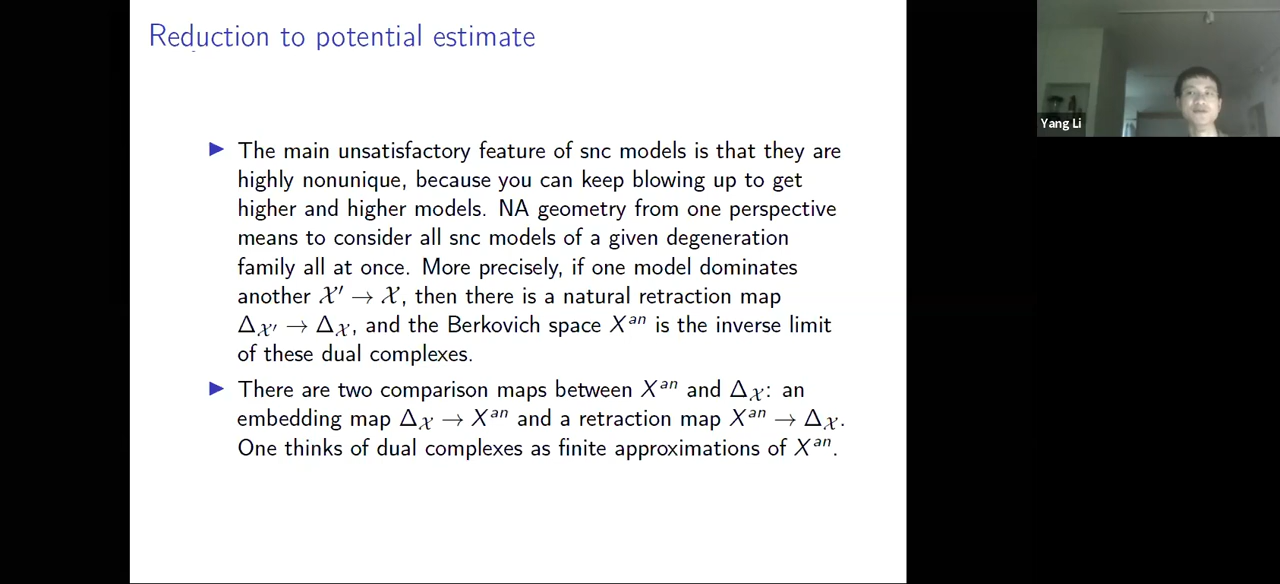 Reduction to potential estimate
▶ The main unsatisfactory feature of snc models is that they are
highly nonunique, because you can keep blowing up to get
higher and higher models. NA geometry from one perspective
means to consider all snc models of a given degeneration
family all at once. More precisely, if one model dominates
another 𝒳′ → 𝒳, then there is a natural retraction map
Δ_𝒳′ → Δ_𝒳, and the Berkovich space X^an is the inverse limit
of these dual complexes.
▶ There are two comparison maps between X^an and Δ_𝒳: an
embedding map Δ_𝒳 → X^an and a retraction map X^an → Δ_𝒳.
One thinks of dual complexes as finite approximations of X^an.
Yang Li